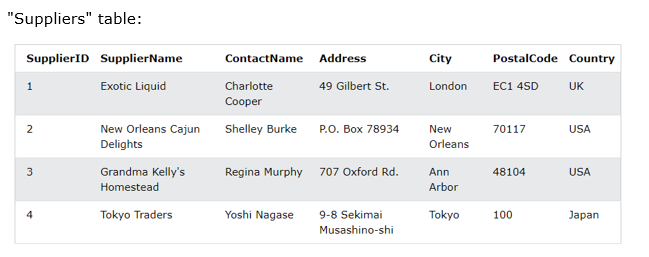 "Suppliers" table:
SupplierID SupplierName ContactName Address City PostalCode Country
1 Exotic Liquid Charlotte Cooper 49 Gilbert St. London EC1 4SD UK
2 New Orleans Cajun Delights Shelley Burke P.O. Box 78934 New Orleans 70117 USA
3 Grandma Kelly's Homestead Regina Murphy 707 Oxford Rd. Ann Arbor 48104 USA
4 Tokyo Traders Yoshi Nagase 9-8 Sekimai Musashino-shi Tokyo 100 Japan